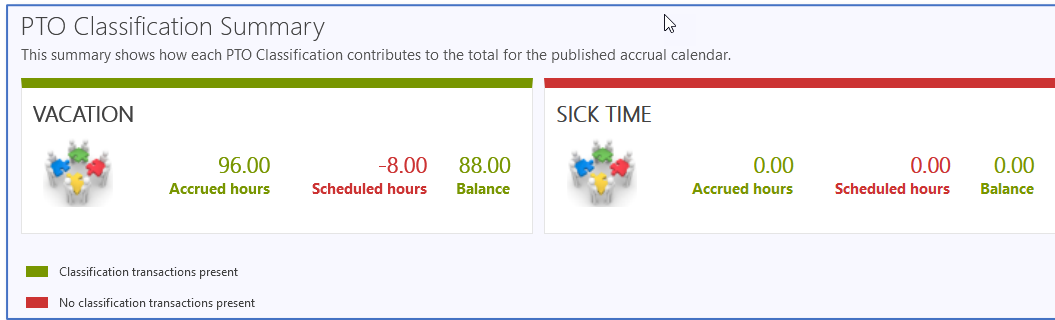 PTO Classification Summary
This summary shows how each PTO Classification contributes to the total for the published accrual calendar.
VACATION
96.00 -8.00 88.00
Accrued hours Scheduled hours Balance
SICK TIME
0.00 0.00 0.00
Accrued hours Scheduled hours Balance
Classification transactions present
No classification transactions present